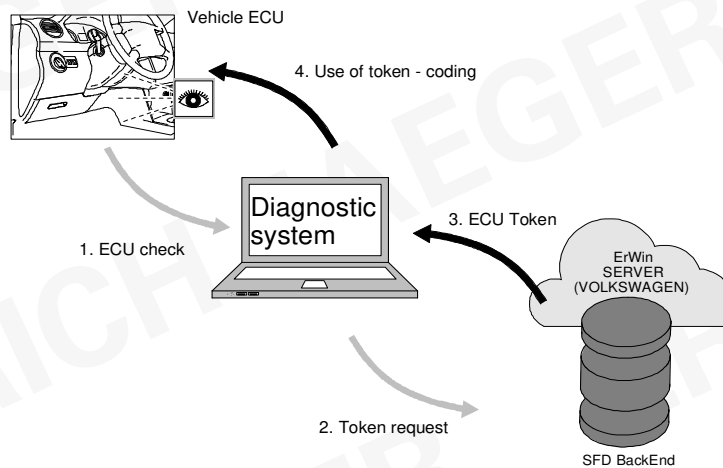 Vehicle ECU
4. Use of token - coding
Diagnostic
system
3. ECU Token
1. ECU check
ErWin
SERVER
(VOLKSWAGEN)
2. Token request
SFD BackEnd